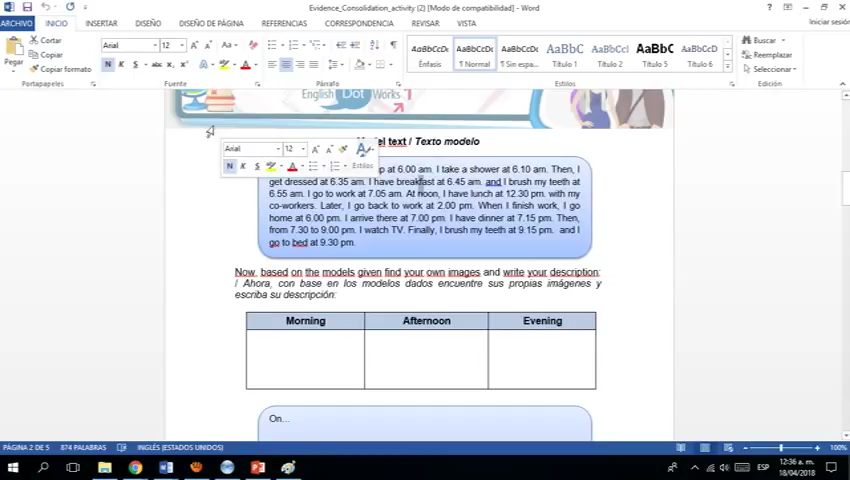 Evidence_Consolidation_activity (2) [Modo de compatibilidad] - Word
Iniciar sesión
ARCHIVO INICIO INSERTAR DISEÑO DISEÑO DE PÁGINA REFERENCIAS CORRESPONDENCIA REVISAR VISTA
Pegar
Cortar
Copiar
Copiar formato
Portapapeles
Arial 12
Fuente
Párrafo
AaBbCcDc Énfasis
AaBbCcDc ¶ Normal
AaBbCcDc ¶ Sin espa...
AaBbC Título 1
AaBbCcI Título 2
AaBbCc Título 5
AaBbCcD Título 6
Estilos
Buscar
Reemplazar
Seleccionar
Edición
English Dot Works
el text / Texto modelo
Arial 12
N K S Estilos
p at 6.00 am. I take a shower at 6.10 am. Then, I
get dressed at 6.35 am. I have breakfast at 6.45 am. and I brush my teeth at
6.55 am. I go to work at 7.05 am. At noon, I have lunch at 12.30 pm. with my
co-workers. Later, I go back to work at 2.00 pm. When I finish work, I go
home at 6.00 pm. I arrive there at 7.00 pm. I have dinner at 7.15 pm. Then,
from 7.30 to 9.00 pm. I watch TV. Finally, I brush my teeth at 9.15 pm. and I
go to bed at 9.30 pm.
Now, based on the models given find your own images and write your description:
/ Ahora, con base en los modelos dados encuentre sus propias imágenes y
escriba su descripción:
Morning Afternoon Evening
On...
PÁGINA 2 DE 5 874 PALABRAS INGLÉS (ESTADOS UNIDOS)
100%
ESP
12:36 a. m.
18/04/2018